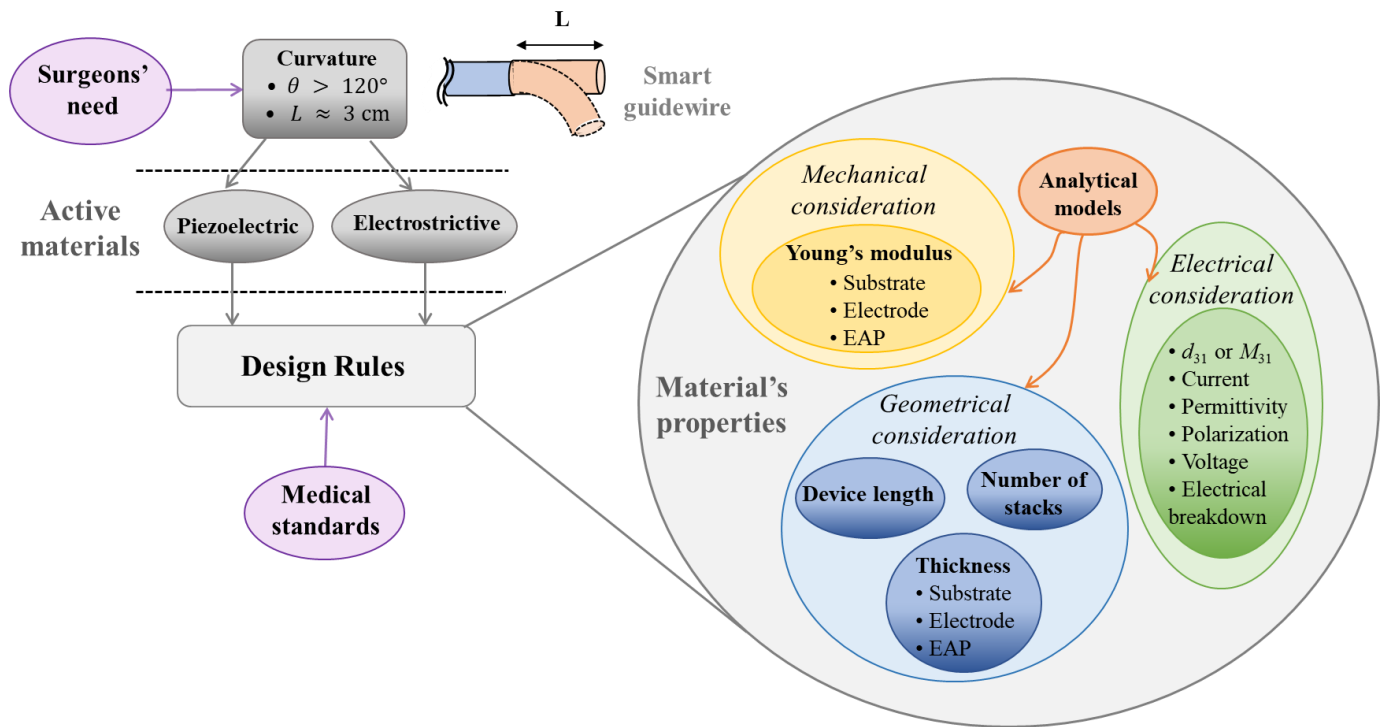 Surgeons’
need
Curvature
• θ > 120°
• L ≈ 3 cm
L
Smart
guidewire
Active
materials
Piezoelectric
Electrostrictive
Design Rules
Medical
standards
Material’s
properties
Mechanical
consideration
Young’s modulus
• Substrate
• Electrode
• EAP
Analytical
models
Electrical
consideration
• d₃₁ or M₃₁
• Current
• Permittivity
• Polarization
• Voltage
• Electrical
breakdown
Geometrical
consideration
Device length
Number of
stacks
Thickness
• Substrate
• Electrode
• EAP